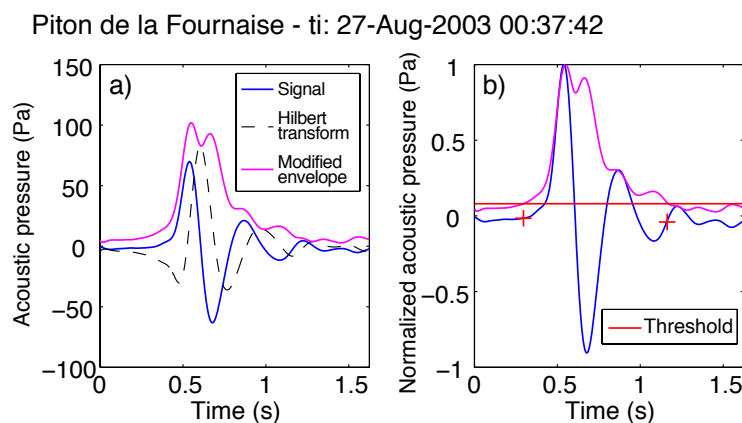 Piton de la Fournaise - ti: 27-Aug-2003 00:37:42
a)
Acoustic pressure (Pa)
150
100
50
0
−50
−100
Signal
Hilbert
transform
Modified
envelope
0
0.5
1
1.5
Time (s)
b)
Normalized acoustic pressure (Pa)
1
0.5
0
−0.5
−1
Threshold
0
0.5
1
1.5
Time (s)